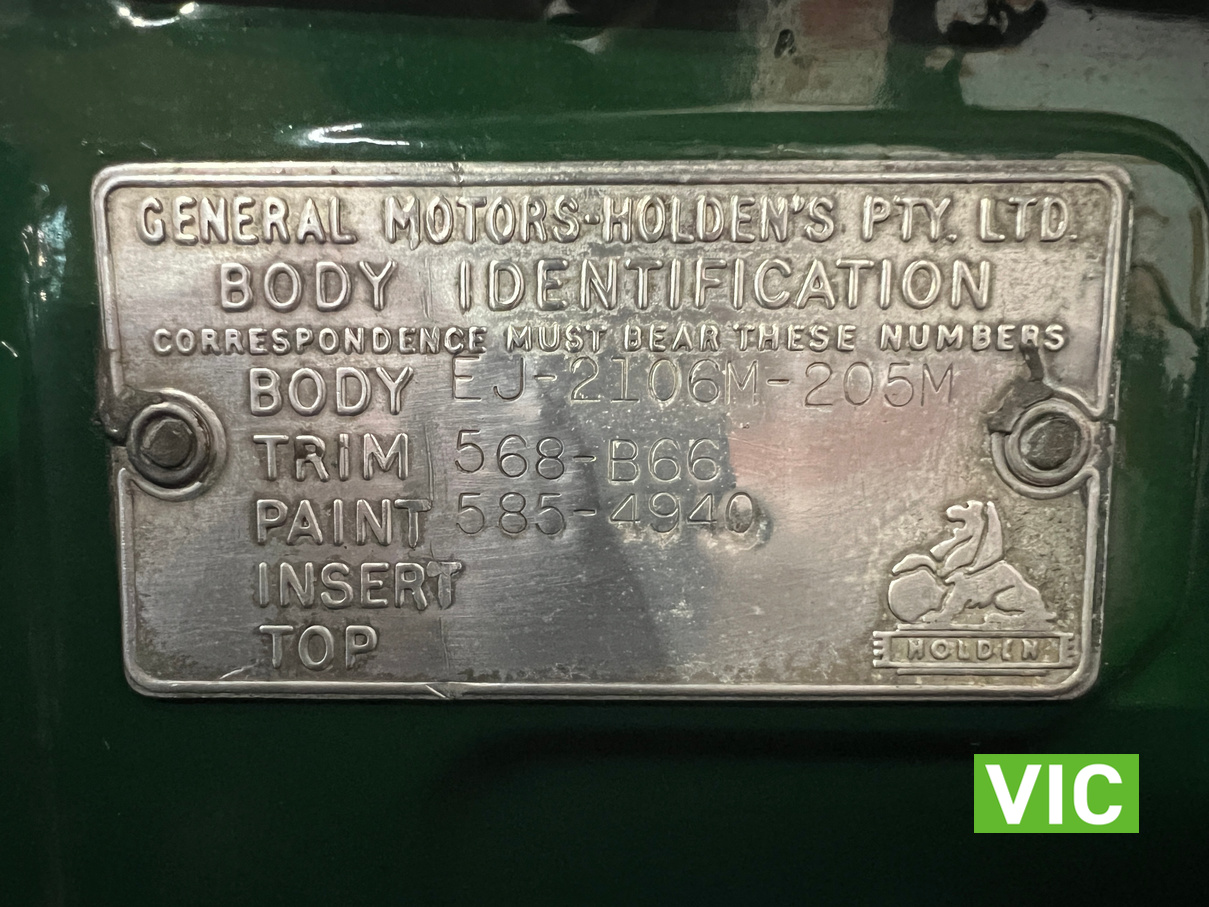 GENERAL MOTORS-HOLDEN'S PTY. LTD.
BODY IDENTIFICATION
CORRESPONDENCE MUST BEAR THESE NUMBERS
BODY EJ-2106M-205M
TRIM 568-B66
PAINT 585-4940
INSERT
TOP
HOLDEN
VIC